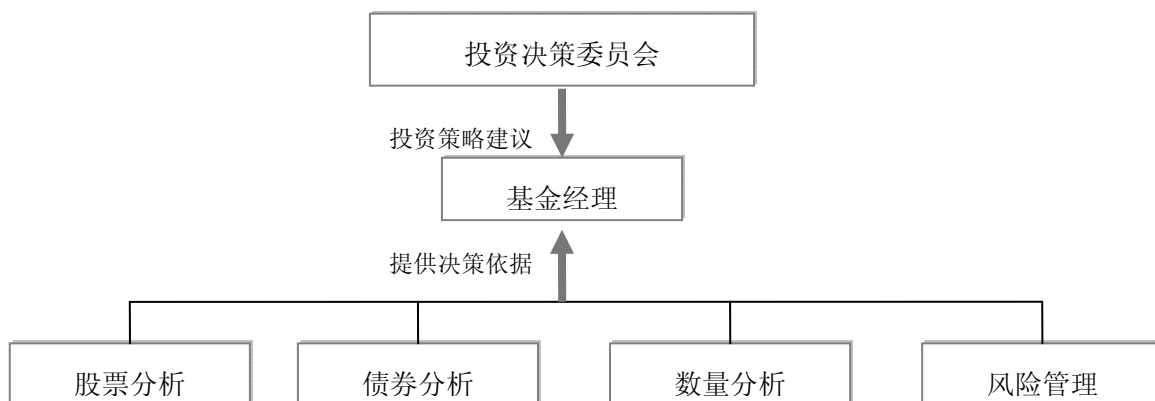 投资决策委员会
投资策略建议
基金经理
提供决策依据
股票分析
债券分析
数量分析
风险管理